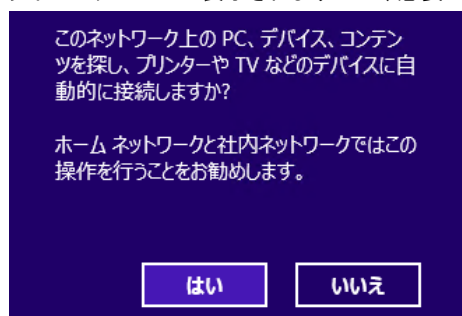 このネットワーク上の PC、デバイス、コンテン
ツを探し、プリンターや TV などのデバイスに自
動的に接続しますか?
ホーム ネットワークと社内ネットワークではこの
操作を行うことをお勧めします。
はい
いいえ